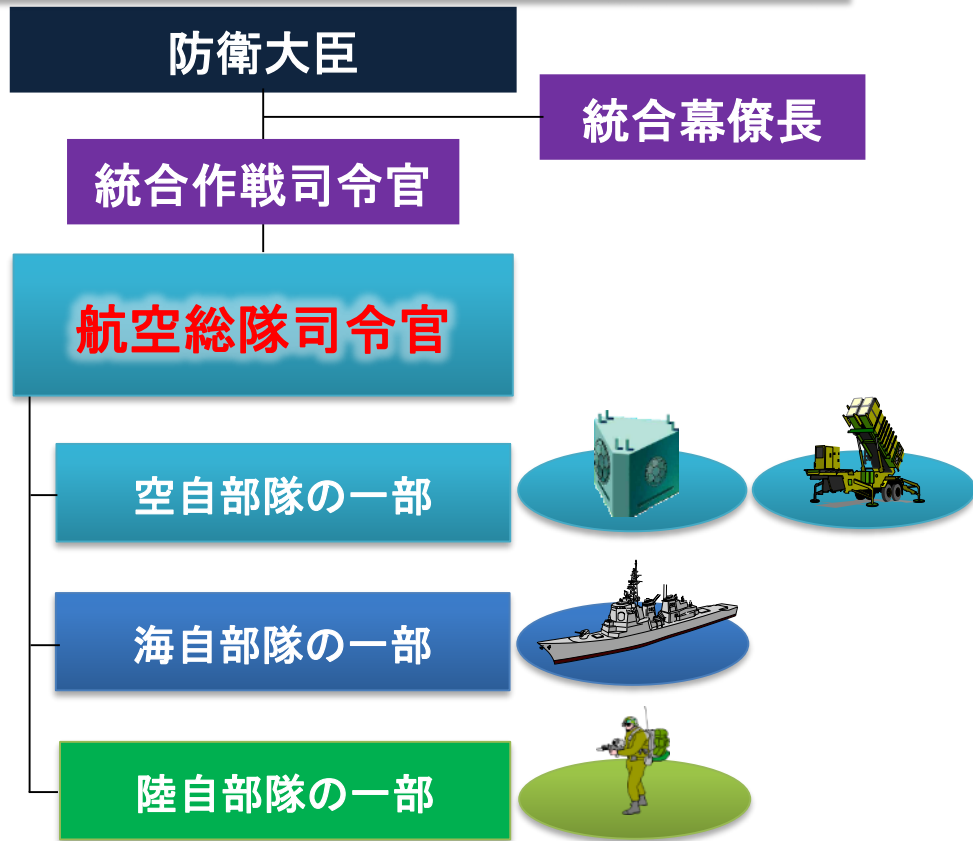 防衛大臣
統合幕僚長
統合作戦司令官
航空総隊司令官
空自部隊の一部
海自部隊の一部
陸自部隊の一部